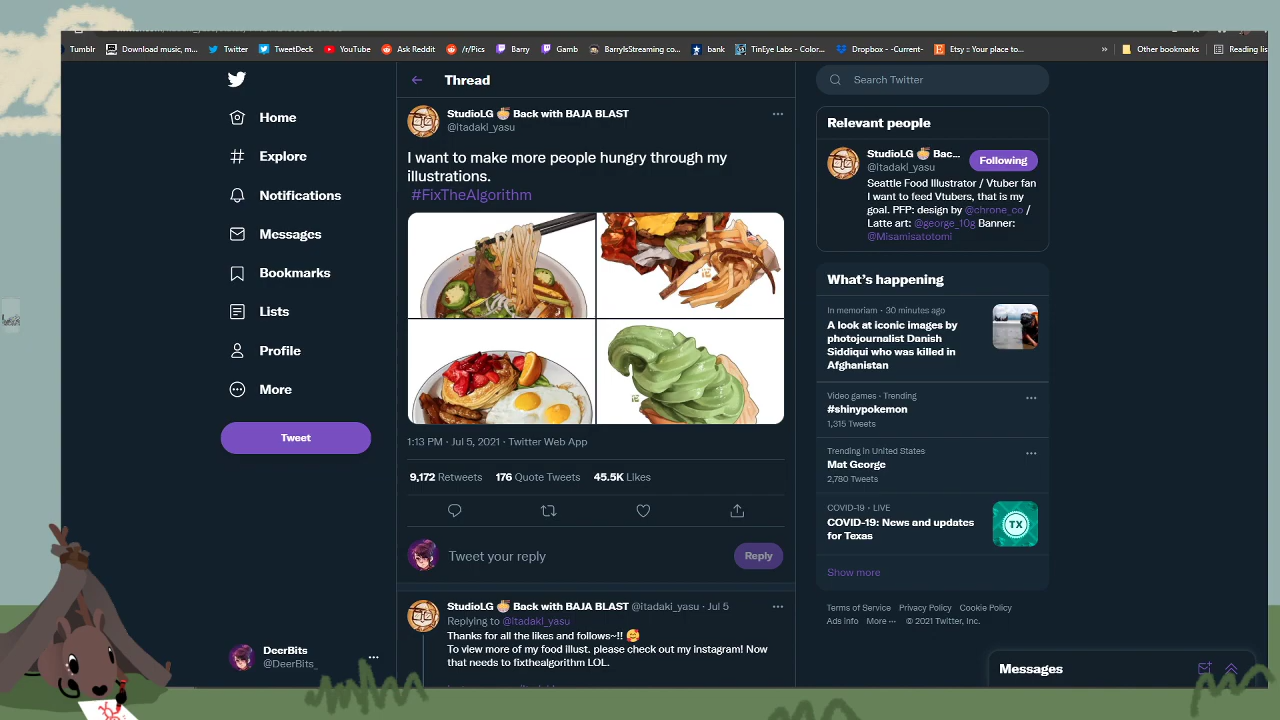 Tumblr
Download music, m...
Twitter
TweetDeck
YouTube
Ask Reddit
/r/Pics
Barry
Gamb
BarrylsStreaming co...
bank
TinEye Labs - Color...
Dropbox - -Current-
Etsy :: Your place to...
»
Other bookmarks
Reading list
Home
Explore
Notifications
Messages
Bookmarks
Lists
Profile
More
Tweet
DeerBits
@DeerBits_
Thread
StudioLG 🍜 Back with BAJA BLAST
@itadaki_yasu
I want to make more people hungry through my
illustrations.
#FixTheAlgorithm
1:13 PM · Jul 5, 2021 · Twitter Web App
9,172 Retweets 176 Quote Tweets 45.5K Likes
Tweet your reply
Reply
StudioLG 🍜 Back with BAJA BLAST @itadaki_yasu · Jul 5
Replying to @itadaki_yasu
Thanks for all the likes and follows~!! 🥰
To view more of my food illust. please check out my instagram! Now
that needs to fixthealgorithm LOL.
Search Twitter
Relevant people
StudioLG 🍜 Bac...
@itadaki_yasu
Following
Seattle Food Illustrator / Vtuber fan
I want to feed Vtubers, that is my
goal. PFP: design by @chrone_co /
Latte art: @george_10g Banner:
@Misamisatotomi
What's happening
In memoriam · 30 minutes ago
A look at iconic images by
photojournalist Danish
Siddiqui who was killed in
Afghanistan
Video games · Trending
#shinypokemon
1,315 Tweets
Trending in United States
Mat George
2,780 Tweets
COVID-19 · LIVE
COVID-19: News and updates
for Texas
TX
Show more
Terms of Service Privacy Policy Cookie Policy
Ads info More ··· © 2021 Twitter, Inc.
Messages